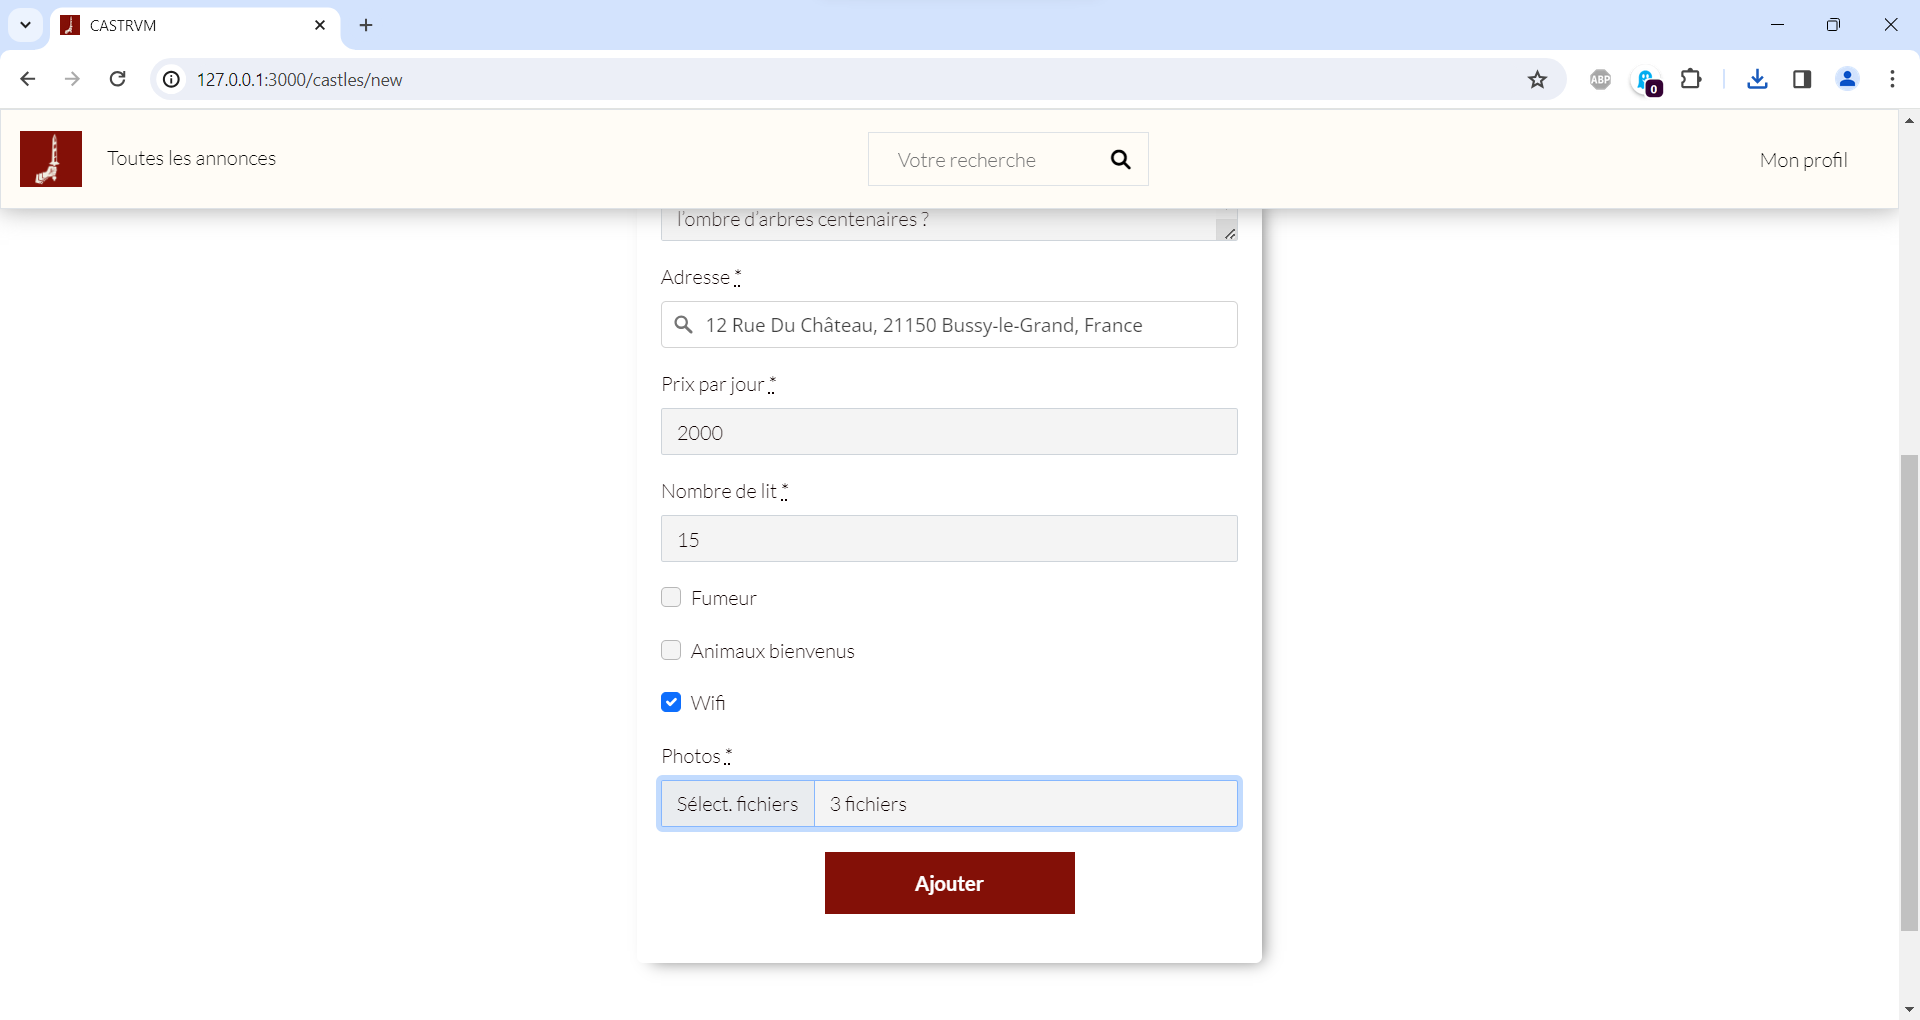 CASTRVM
127.0.0.1:3000/castles/new
ABP
0
Toutes les annonces
Votre recherche
Mon profil
l'ombre d'arbres centenaires ?
Adresse *
12 Rue Du Château, 21150 Bussy-le-Grand, France
Prix par jour *
2000
Nombre de lit *
15
Fumeur
Animaux bienvenus
Wifi
Photos *
Sélect. fichiers 3 fichiers
Ajouter